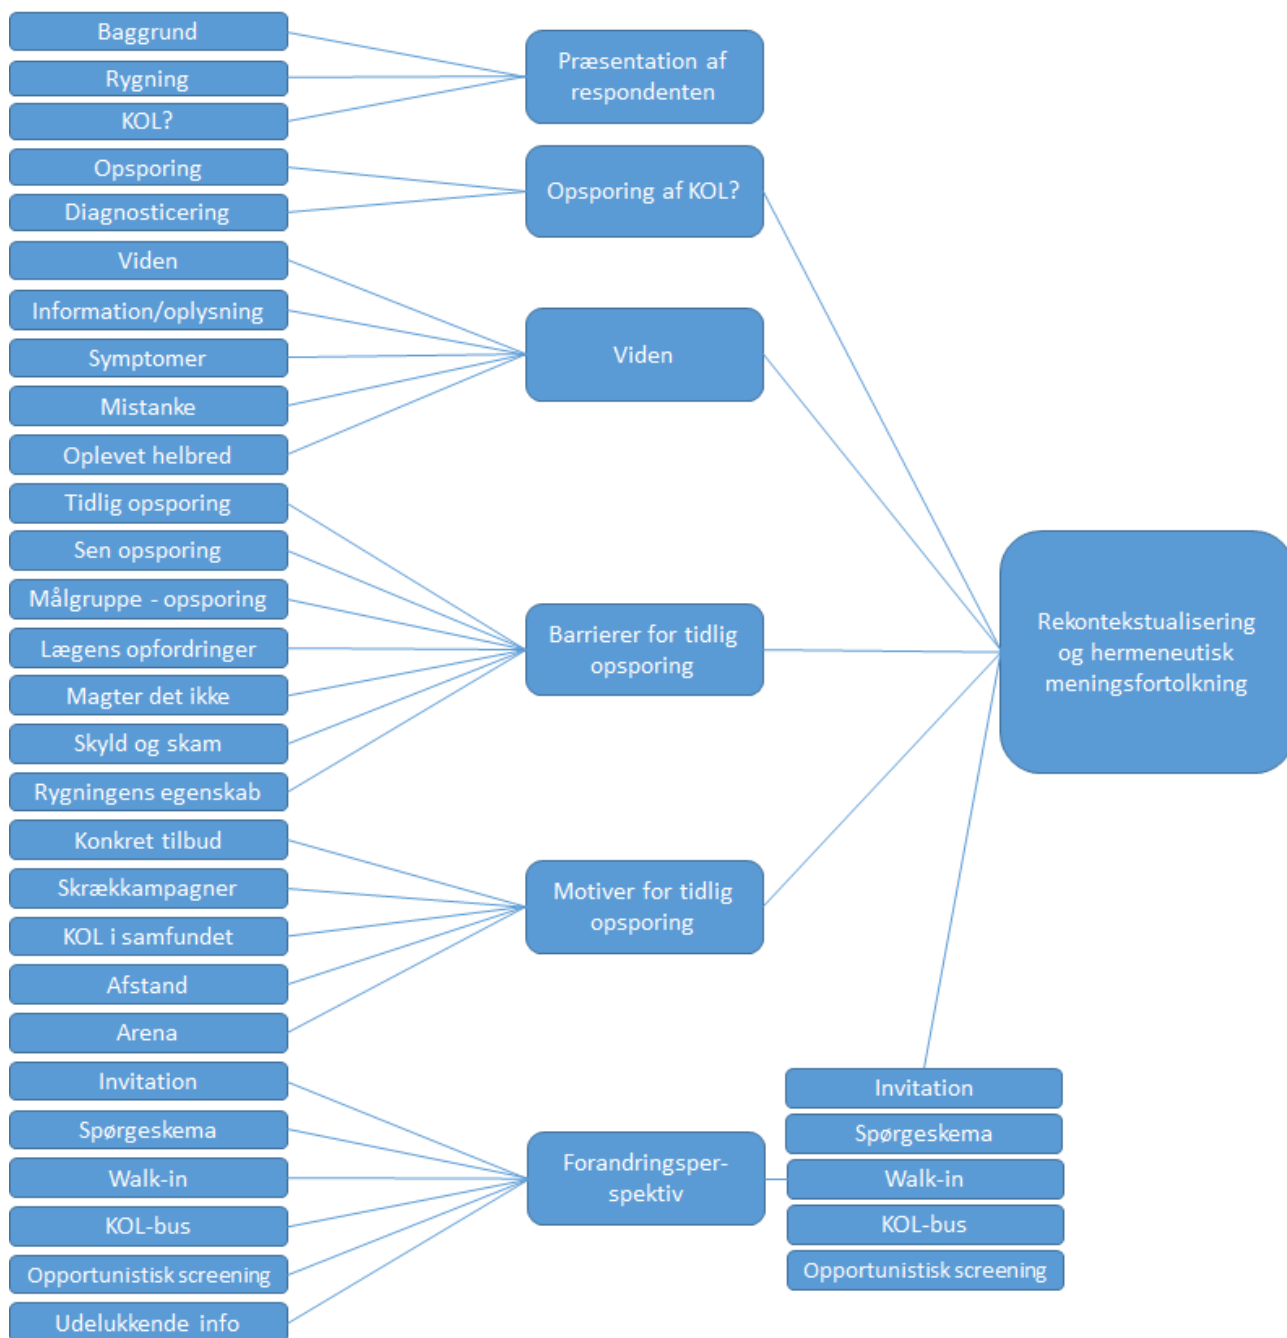 Baggrund
Rygning
KOL?
Opsporing
Diagnosticering
Viden
Information/oplysning
Symptomer
Mistanke
Oplevet helbred
Tidlig opsporing
Sen opsporing
Målgruppe - opsporing
Lægens opfordringer
Magter det ikke
Skyld og skam
Rygningens egenskab
Konkret tilbud
Skrækkampagner
KOL i samfundet
Afstand
Arena
Invitation
Spørgeskema
Walk-in
KOL-bus
Opportunistisk screening
Udelukkende info
Præsentation af
respondenten
Opsporing af KOL?
Viden
Barrierer for tidlig
opsporing
Motiver for tidlig
opsporing
Forandringsper-
spektiv
Invitation
Spørgeskema
Walk-in
KOL-bus
Opportunistisk screening
Rekontekstualisering
og hermeneutisk
meningsfortolkning